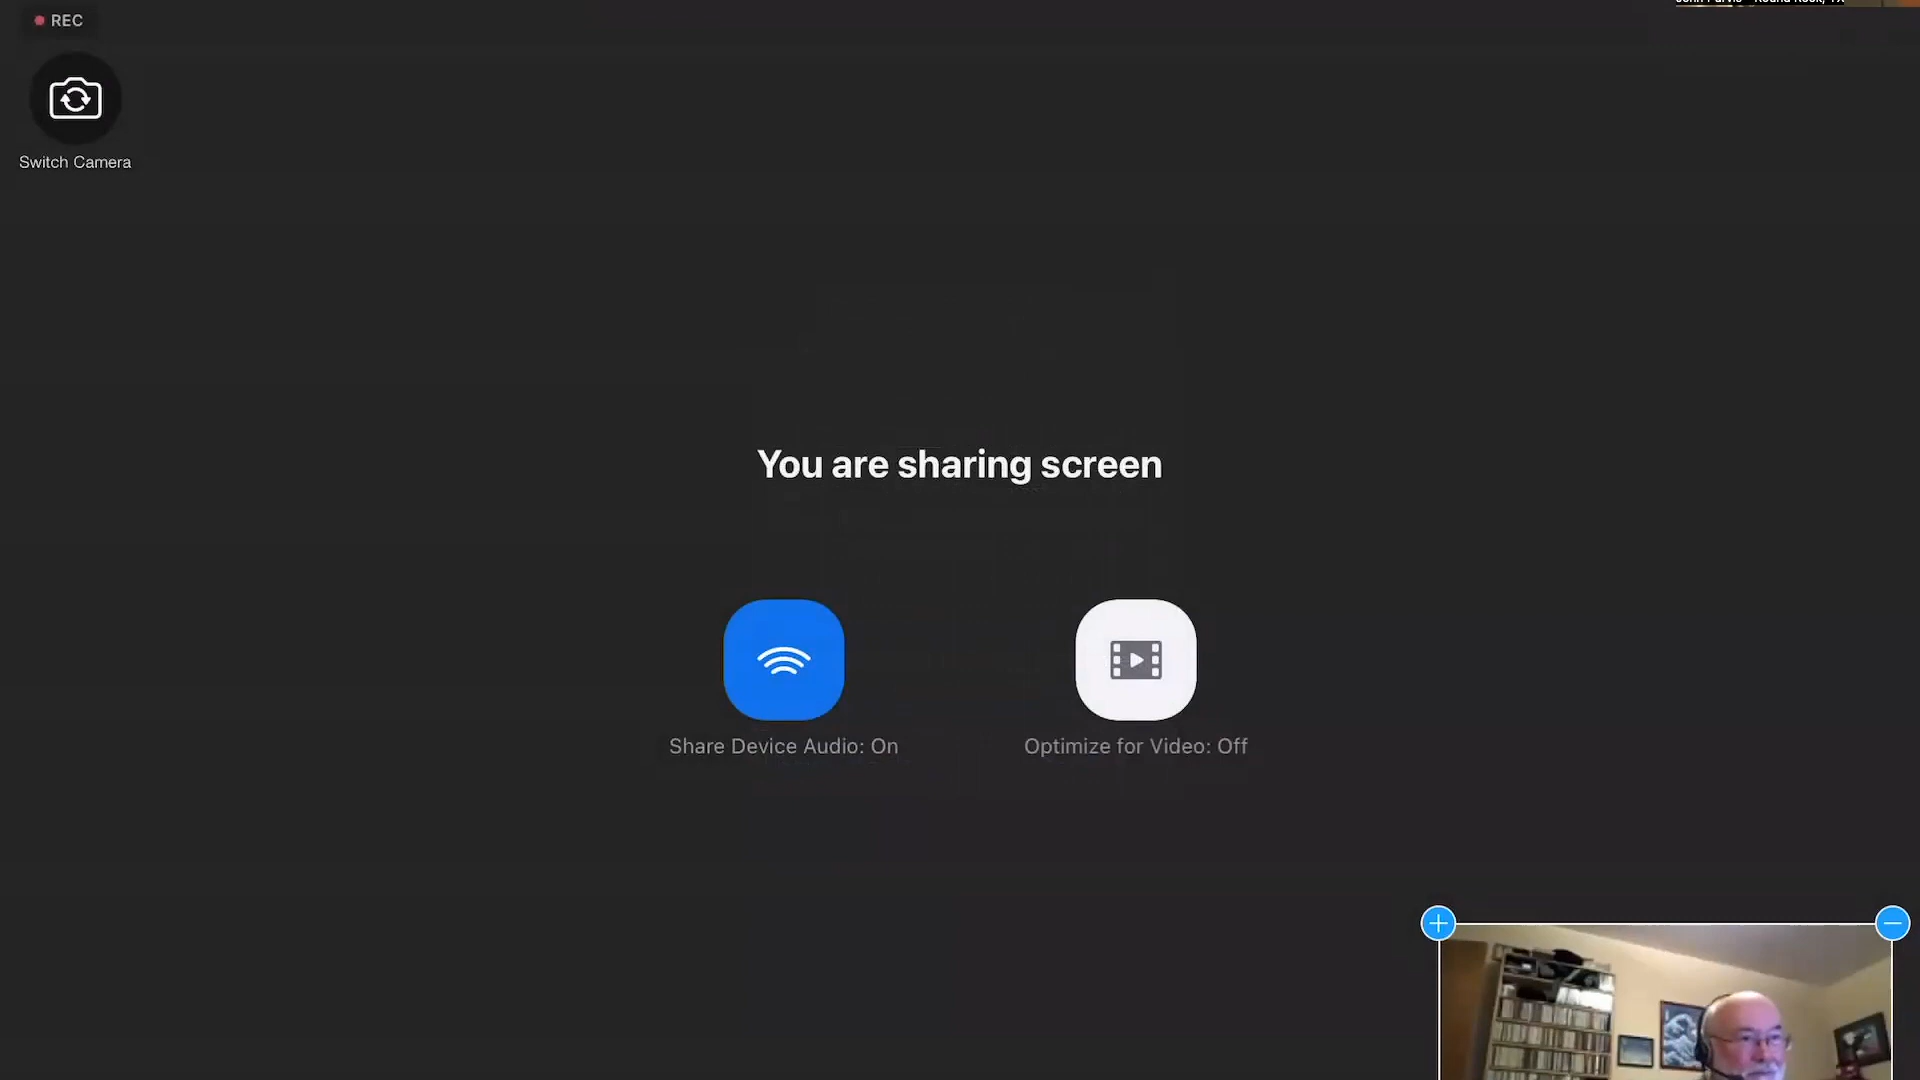 REC
Switch Camera
You are sharing screen
Share Device Audio: On
Optimize for Video: Off